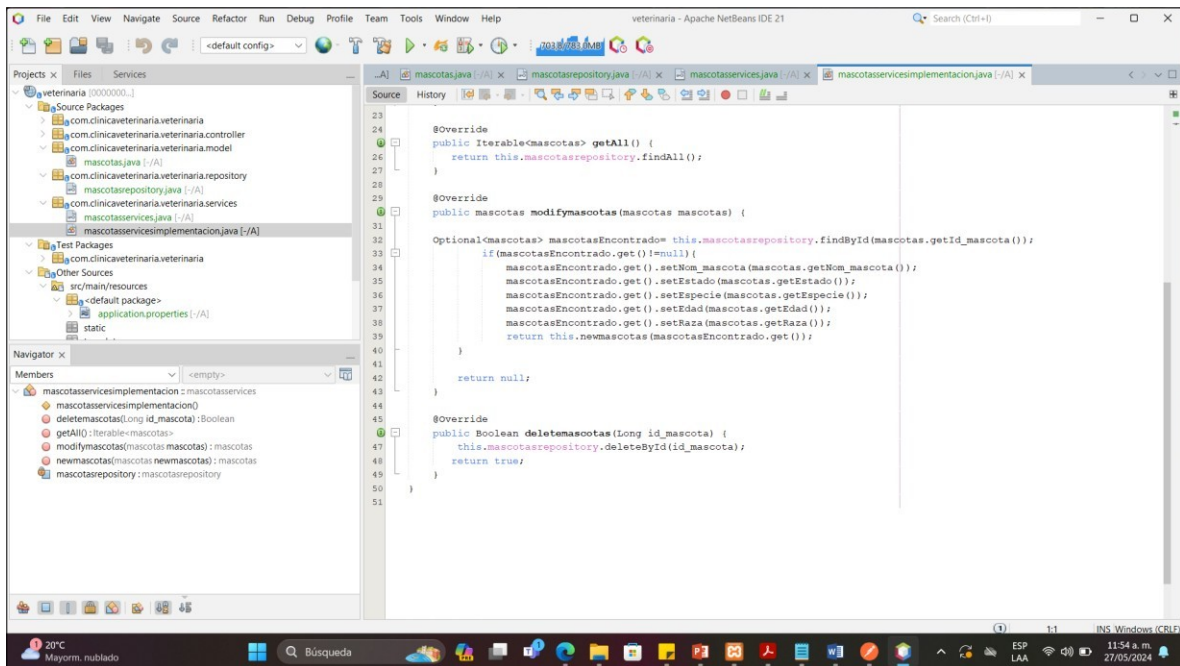 File Edit View Navigate Source Refactor Run Debug Profile Team Tools Window Help
veterinaria - Apache NetBeans IDE 21
Search (Ctrl+I)
<default config>
Projects Files Services
veterinaria
Source Packages
com.clinicaveterinaria.veterinaria
com.clinicaveterinaria.veterinaria.controller
com.clinicaveterinaria.veterinaria.model
mascotas.java [-/A]
com.clinicaveterinaria.veterinaria.repository
mascotasrepository.java [-/A]
com.clinicaveterinaria.veterinaria.services
mascotasservices.java [-/A]
mascotasservicesimplementacion.java [-/A]
Test Packages
com.clinicaveterinaria.veterinaria
Other Sources
src/main/resources
<default package>
application.properties [-/A]
static
Navigator
Members <empty>
mascotasservicesimplementacion :: mascotasservices
mascotasservicesimplementacion()
deletemascotas(Long id_mascota) : Boolean
getAll() : Iterable<mascotas>
modifymascotas(mascotas mascotas) : mascotas
newmascotas(mascotas newmascotas) : mascotas
mascotasrepository : mascotasrepository
...A] mascotas.java [-/A] mascotasrepository.java [-/A] mascotasservices.java [-/A] mascotasservicesimplementacion.java [-/A]
Source History
23
24 @Override
public Iterable<mascotas> getAll() {
26 return this.mascotasrepository.findAll();
27 }
28
29 @Override
public mascotas modifymascotas(mascotas mascotas) {
31
32 Optional<mascotas> mascotasEncontrado= this.mascotasrepository.findById(mascotas.getId_mascota());
33 if(mascotasEncontrado.get()!=null){
34 mascotasEncontrado.get().setNom_mascota(mascotas.getNom_mascota());
35 mascotasEncontrado.get().setEstado(mascotas.getEstado());
36 mascotasEncontrado.get().setEspecie(mascotas.getEspecie());
37 mascotasEncontrado.get().setEdad(mascotas.getEdad());
38 mascotasEncontrado.get().setRaza(mascotas.getRaza());
39 return this.newmascotas(mascotasEncontrado.get());
40 }
41
42 return null;
43 }
44
45 @Override
public Boolean deletemascotas(Long id_mascota) {
47 this.mascotasrepository.deleteById(id_mascota);
48 return true;
49 }
50 }
51
1:1 INS Windows (CRLF)
20°C
Mayorm. nublado
Búsqueda
ESP
LAA
11:54 a. m.
27/05/2024